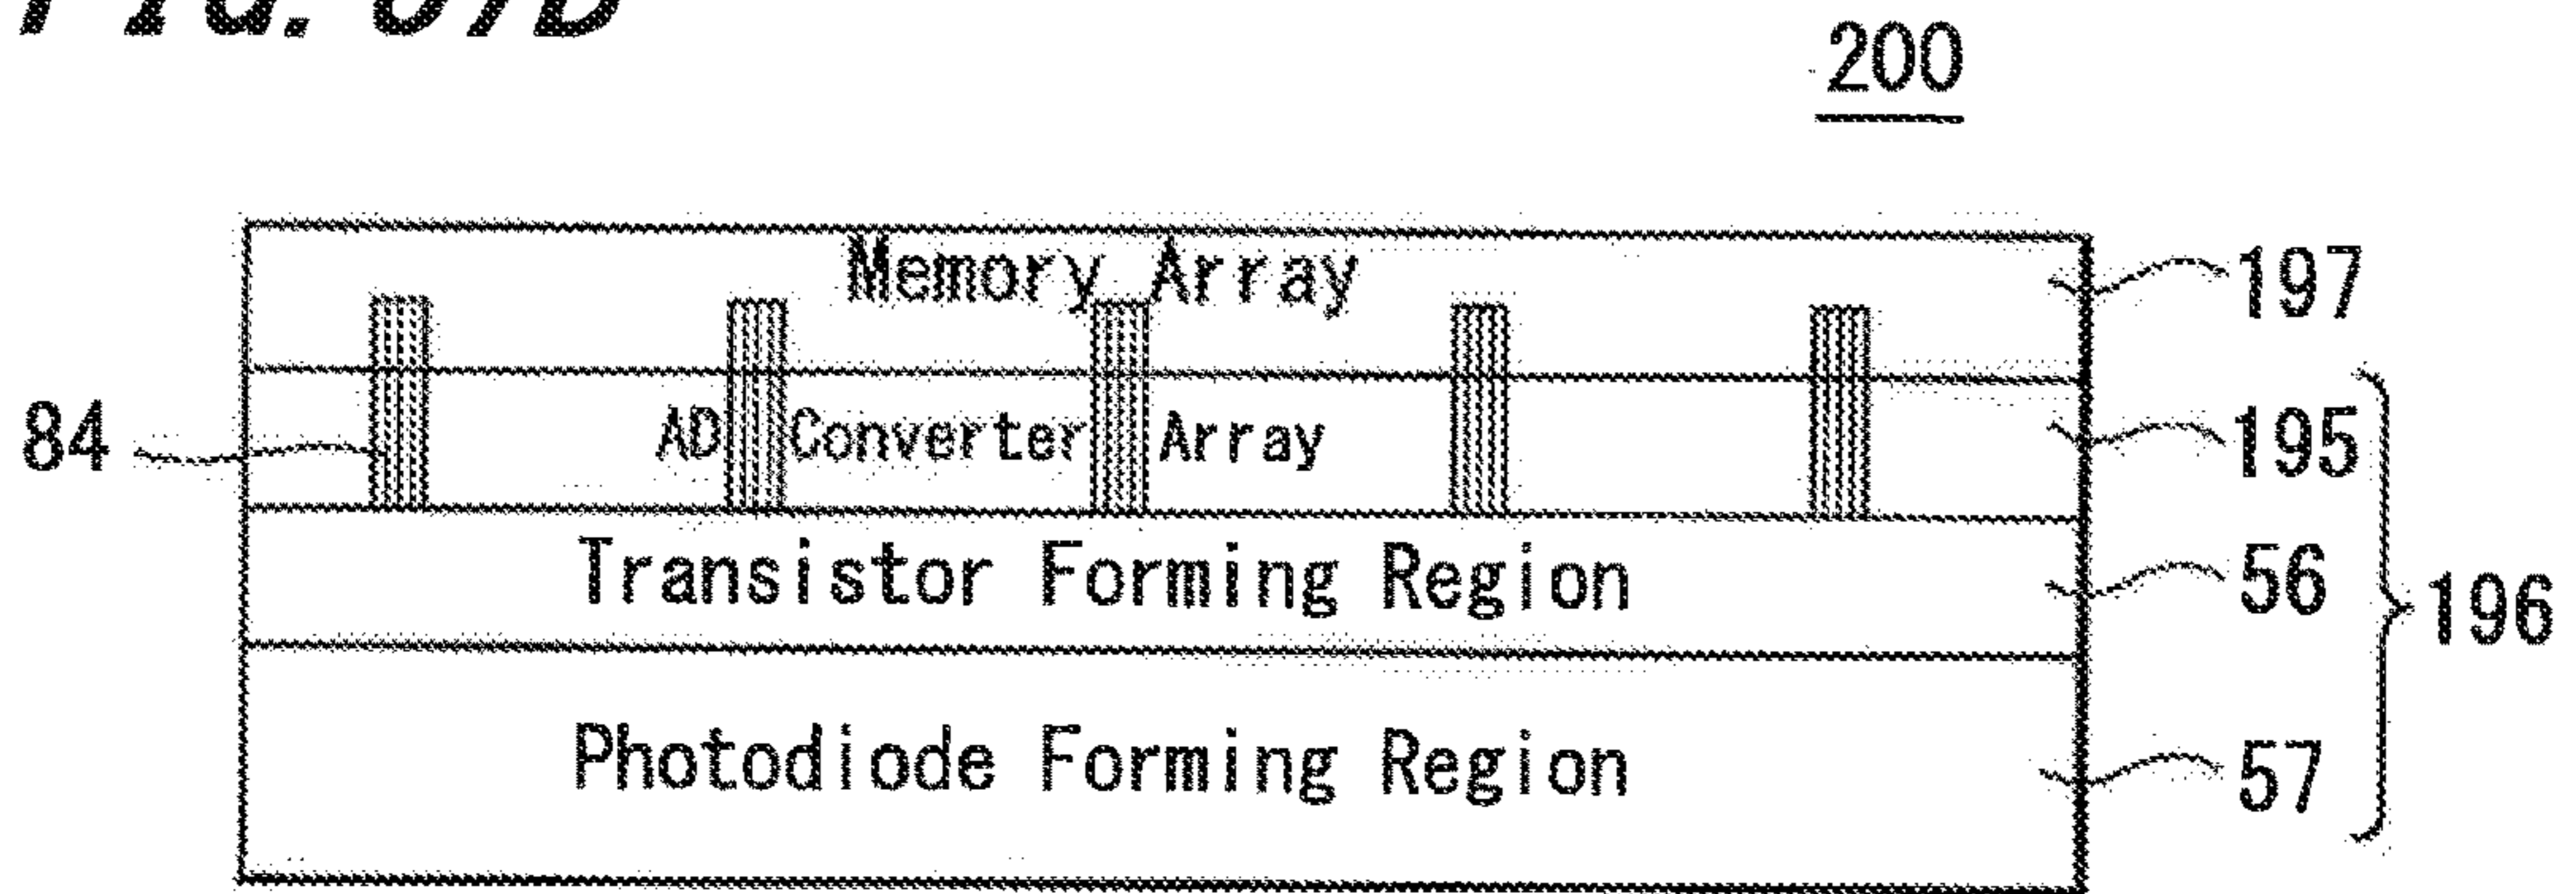 200
Memory Array
197
84
AD Converter Array
195
Transistor Forming Region
56
196
Photodiode Forming Region
57